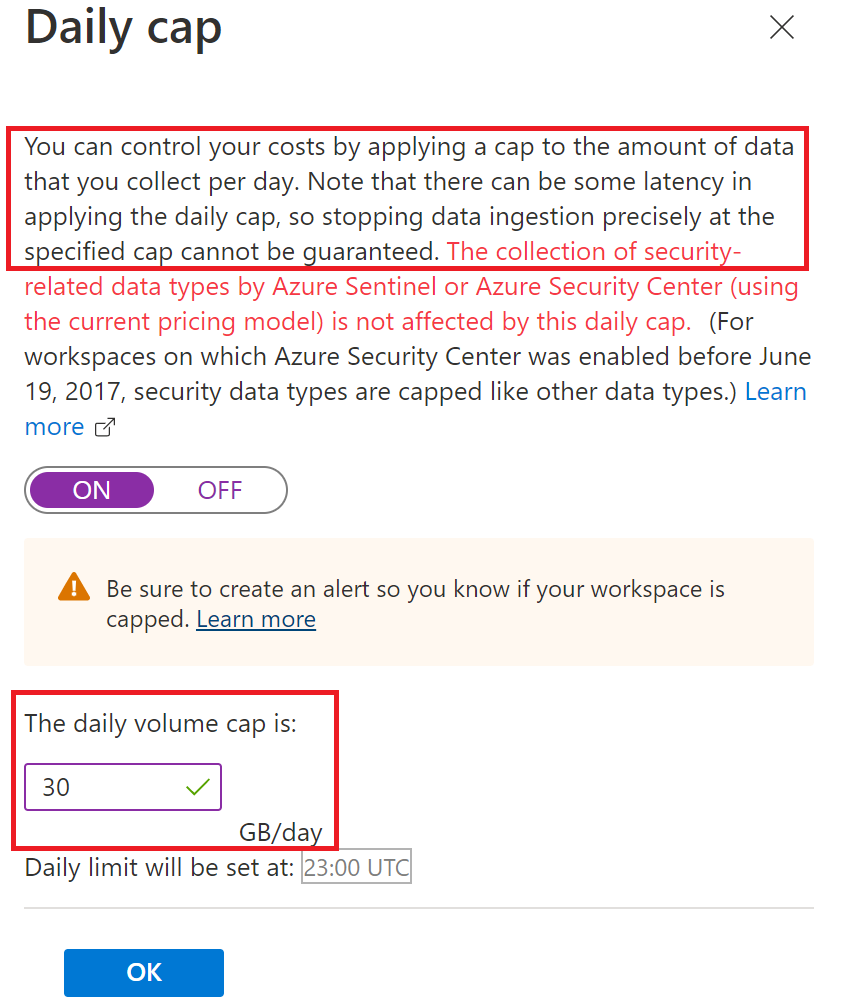 Daily cap
You can control your costs by applying a cap to the amount of data
that you collect per day. Note that there can be some latency in
applying the daily cap, so stopping data ingestion precisely at the
specified cap cannot be guaranteed. The collection of security-
related data types by Azure Sentinel or Azure Security Center (using
the current pricing model) is not affected by this daily cap. (For
workspaces on which Azure Security Center was enabled before June
19, 2017, security data types are capped like other data types.) Learn
more
ON OFF
Be sure to create an alert so you know if your workspace is
capped. Learn more
The daily volume cap is:
30
GB/day
Daily limit will be set at: 23:00 UTC
OK